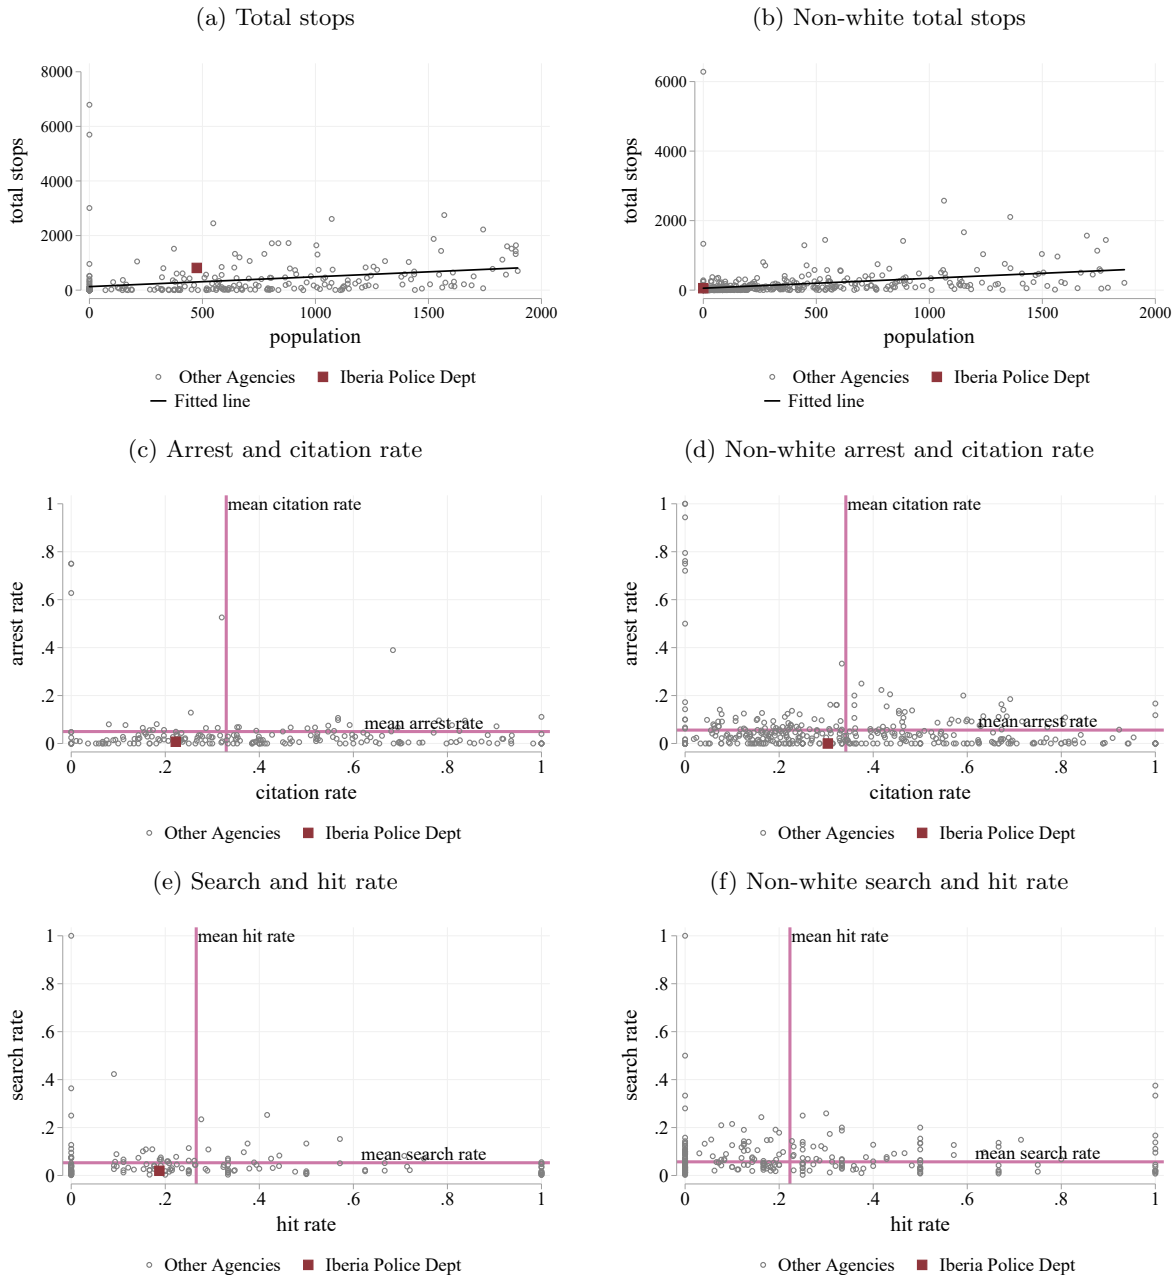 (a) Total stops
(b) Non-white total stops
8000
6000
4000
2000
0
total stops
0 500 1000 1500 2000
population
Other Agencies Iberia Police Dept
Fitted line
6000
4000
2000
0
total stops
0 500 1000 1500 2000
population
Other Agencies Iberia Police Dept
Fitted line
(c) Arrest and citation rate
(d) Non-white arrest and citation rate
1
.8
.6
.4
.2
0
arrest rate
mean citation rate
mean arrest rate
0 .2 .4 .6 .8 1
citation rate
Other Agencies Iberia Police Dept
1
.8
.6
.4
.2
0
arrest rate
mean citation rate
mean arrest rate
0 .2 .4 .6 .8 1
citation rate
Other Agencies Iberia Police Dept
(e) Search and hit rate
(f) Non-white search and hit rate
1
.8
.6
.4
.2
0
search rate
mean hit rate
mean search rate
0 .2 .4 .6 .8 1
hit rate
Other Agencies Iberia Police Dept
1
.8
.6
.4
.2
0
search rate
mean hit rate
mean search rate
0 .2 .4 .6 .8 1
hit rate
Other Agencies Iberia Police Dept